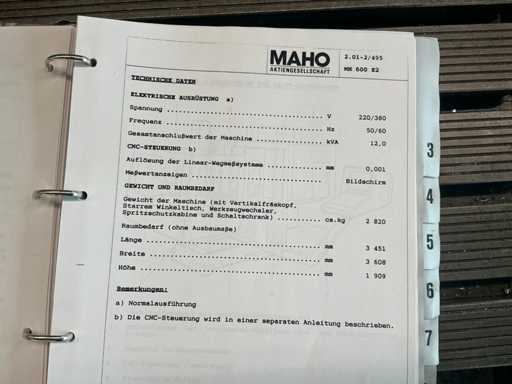 MAHO
AKTIENGESELLSCHAFT
2.01-2/495
MH 600 E2
TECHNISCHE DATEN
ELEKTRISCHE AUSRÜSTUNG a)
Spannung ........ V 220/380
Frequenz ........ Hz 50/60
Gesamtanschlußwert der Maschine ........ kVA 12,0
CNC-STEUERUNG b)
Auflösung der Linear-Wegmeßsysteme ........ mm 0,001
Meßwertanzeigen ........ Bildschirm
GEWICHT UND RAUMBEDARF
Gewicht der Maschine (mit Vertikalfräskopf,
Starrem Winkeltisch, Werkzeugwechsler,
Spritzschutzkabine und Schaltschrank) ........ ca.kg 2 820
Raumbedarf (ohne Ausbaumaße)
Länge ........ mm 3 451
Breite ........ mm 3 608
Höhe ........ mm 1 909
Bemerkungen:
a) Normalausführung
b) Die CNC-Steuerung wird in einer separaten Anleitung beschrieben.
3
4
5
6
7